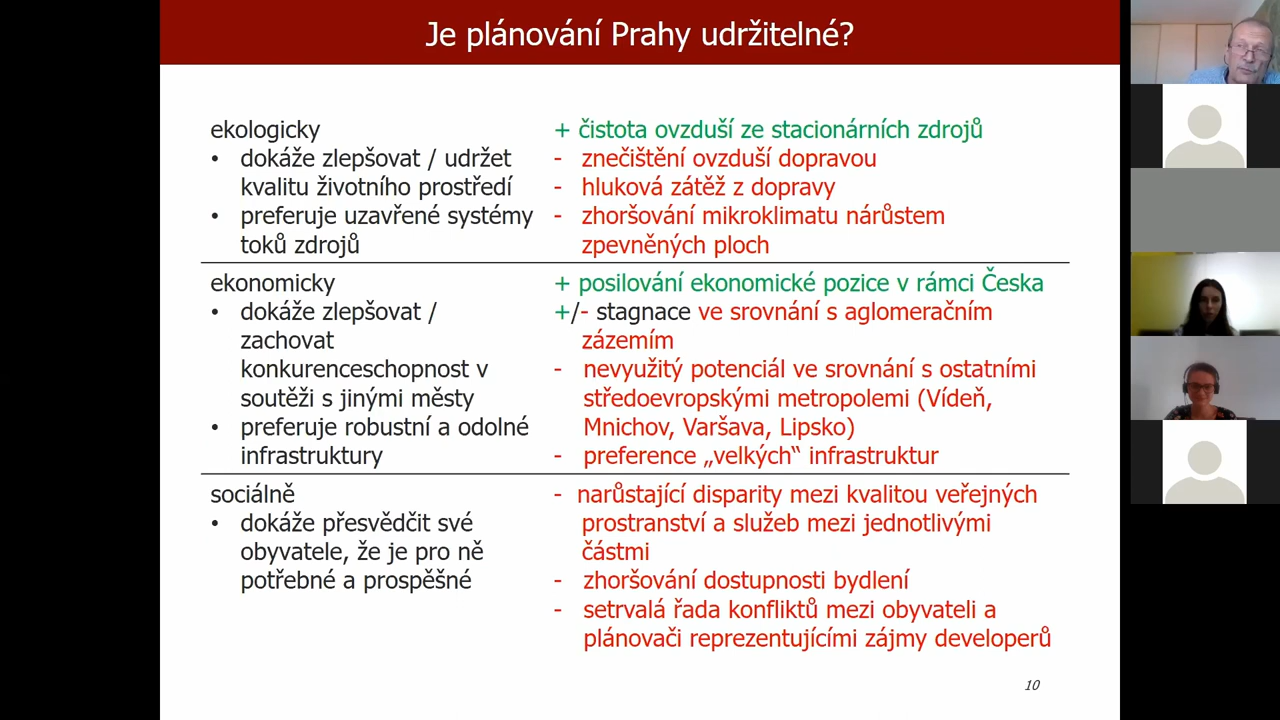 Je plánování Prahy udržitelné?
ekologicky
• dokáže zlepšovat / udržet
kvalitu životního prostředí
• preferuje uzavřené systémy
toků zdrojů
+ čistota ovzduší ze stacionárních zdrojů
- znečištění ovzduší dopravou
- hluková zátěž z dopravy
- zhoršování mikroklimatu nárůstem
zpevněných ploch
ekonomicky
• dokáže zlepšovat /
zachovat
konkurenceschopnost v
soutěži s jinými městy
• preferuje robustní a odolné
infrastruktury
+ posilování ekonomické pozice v rámci Česka
+/- stagnace ve srovnání s aglomeračním
zázemím
- nevyužitý potenciál ve srovnání s ostatními
středoevropskými metropolemi (Vídeň,
Mnichov, Varšava, Lipsko)
- preference „velkých“ infrastruktur
sociálně
• dokáže přesvědčit své
obyvatele, že je pro ně
potřebné a prospěšné
- narůstající disparity mezi kvalitou veřejných
prostranství a služeb mezi jednotlivými
částmi
- zhoršování dostupnosti bydlení
- setrvalá řada konfliktů mezi obyvateli a
plánovači reprezentujícími zájmy developerů
10